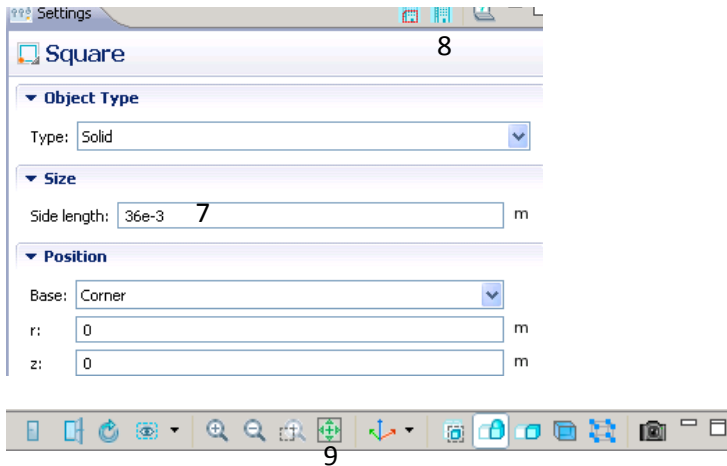 Settings
8
Square
Object Type
Type: Solid
Size
Side length: 36e-3 7 m
Position
Base: Corner
r: 0 m
z: 0 m
9